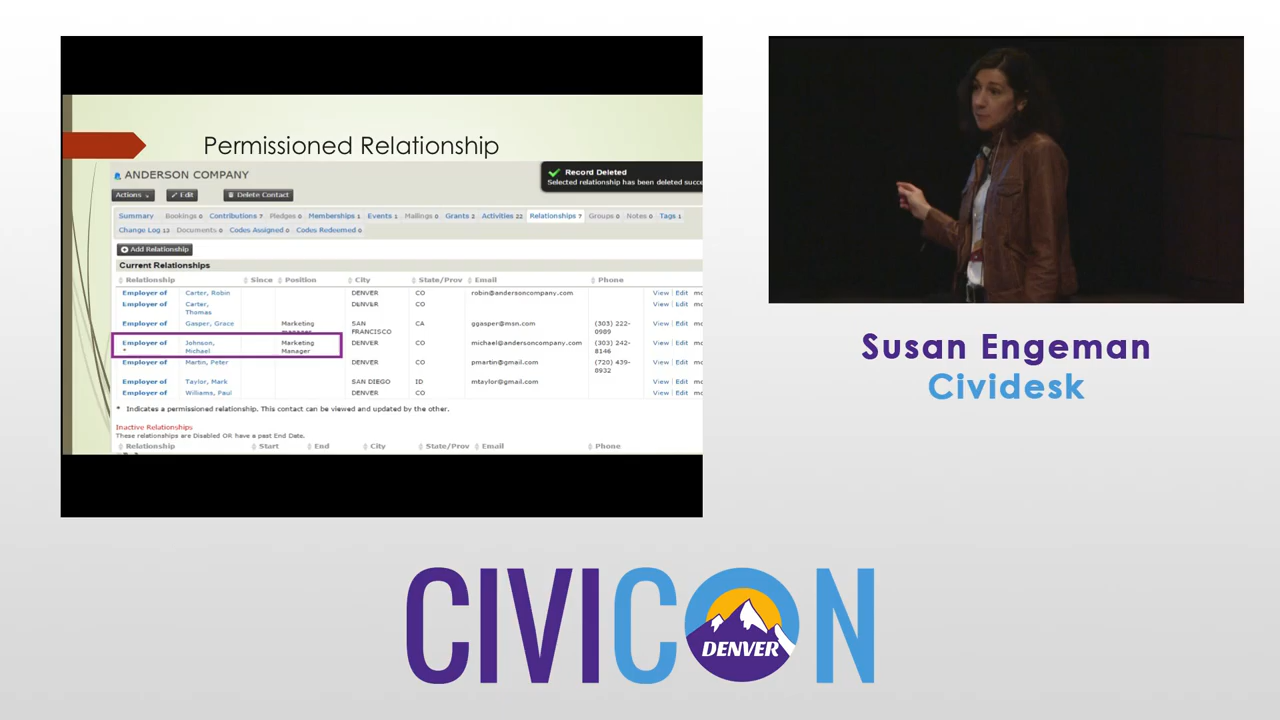 Permissioned Relationship
ANDERSON COMPANY
Record Deleted
Selected relationship has been deleted
Actions Edit Delete Contact
Summary Bookings 0 Contributions 7 Pledges 0 Memberships 1 Events 1 Mailings 0 Grants 2 Activities 22 Relationships 7 Groups 0 Notes 0 Tags 1
Change Log 13 Documents 0 Codes Assigned 0 Codes Redeemed 0
Add Relationship
Current Relationships
Relationship Since Position City State/Prov Email Phone
Employer of Carter, Robin DENVER CO robin@andersoncompany.com View Edit
Employer of Carter, DENVER CO View Edit
Thomas
Employer of Gasper, Grace Marketing SAN CA ggasper@msn.com (303) 222- View Edit
FRANCISCO 0989
Employer of Johnson, Marketing DENVER CO michael@andersoncompany.com (303) 242- View Edit
* Michael Manager 8146
Employer of Martin, Peter DENVER CO pmartin@gmail.com (720) 439- View Edit
8932
Employer of Taylor, Mark SAN DIEGO ID mtaylor@gmail.com View Edit
Employer of Williams, Paul DENVER CO View Edit
* Indicates a permissioned relationship. This contact can be viewed and updated by the other.
Inactive Relationships
These relationships are Disabled OR have a past End Date.
Relationship Start End City State/Prov Email Phone
Susan Engeman
Cividesk
CIVICON
DENVER